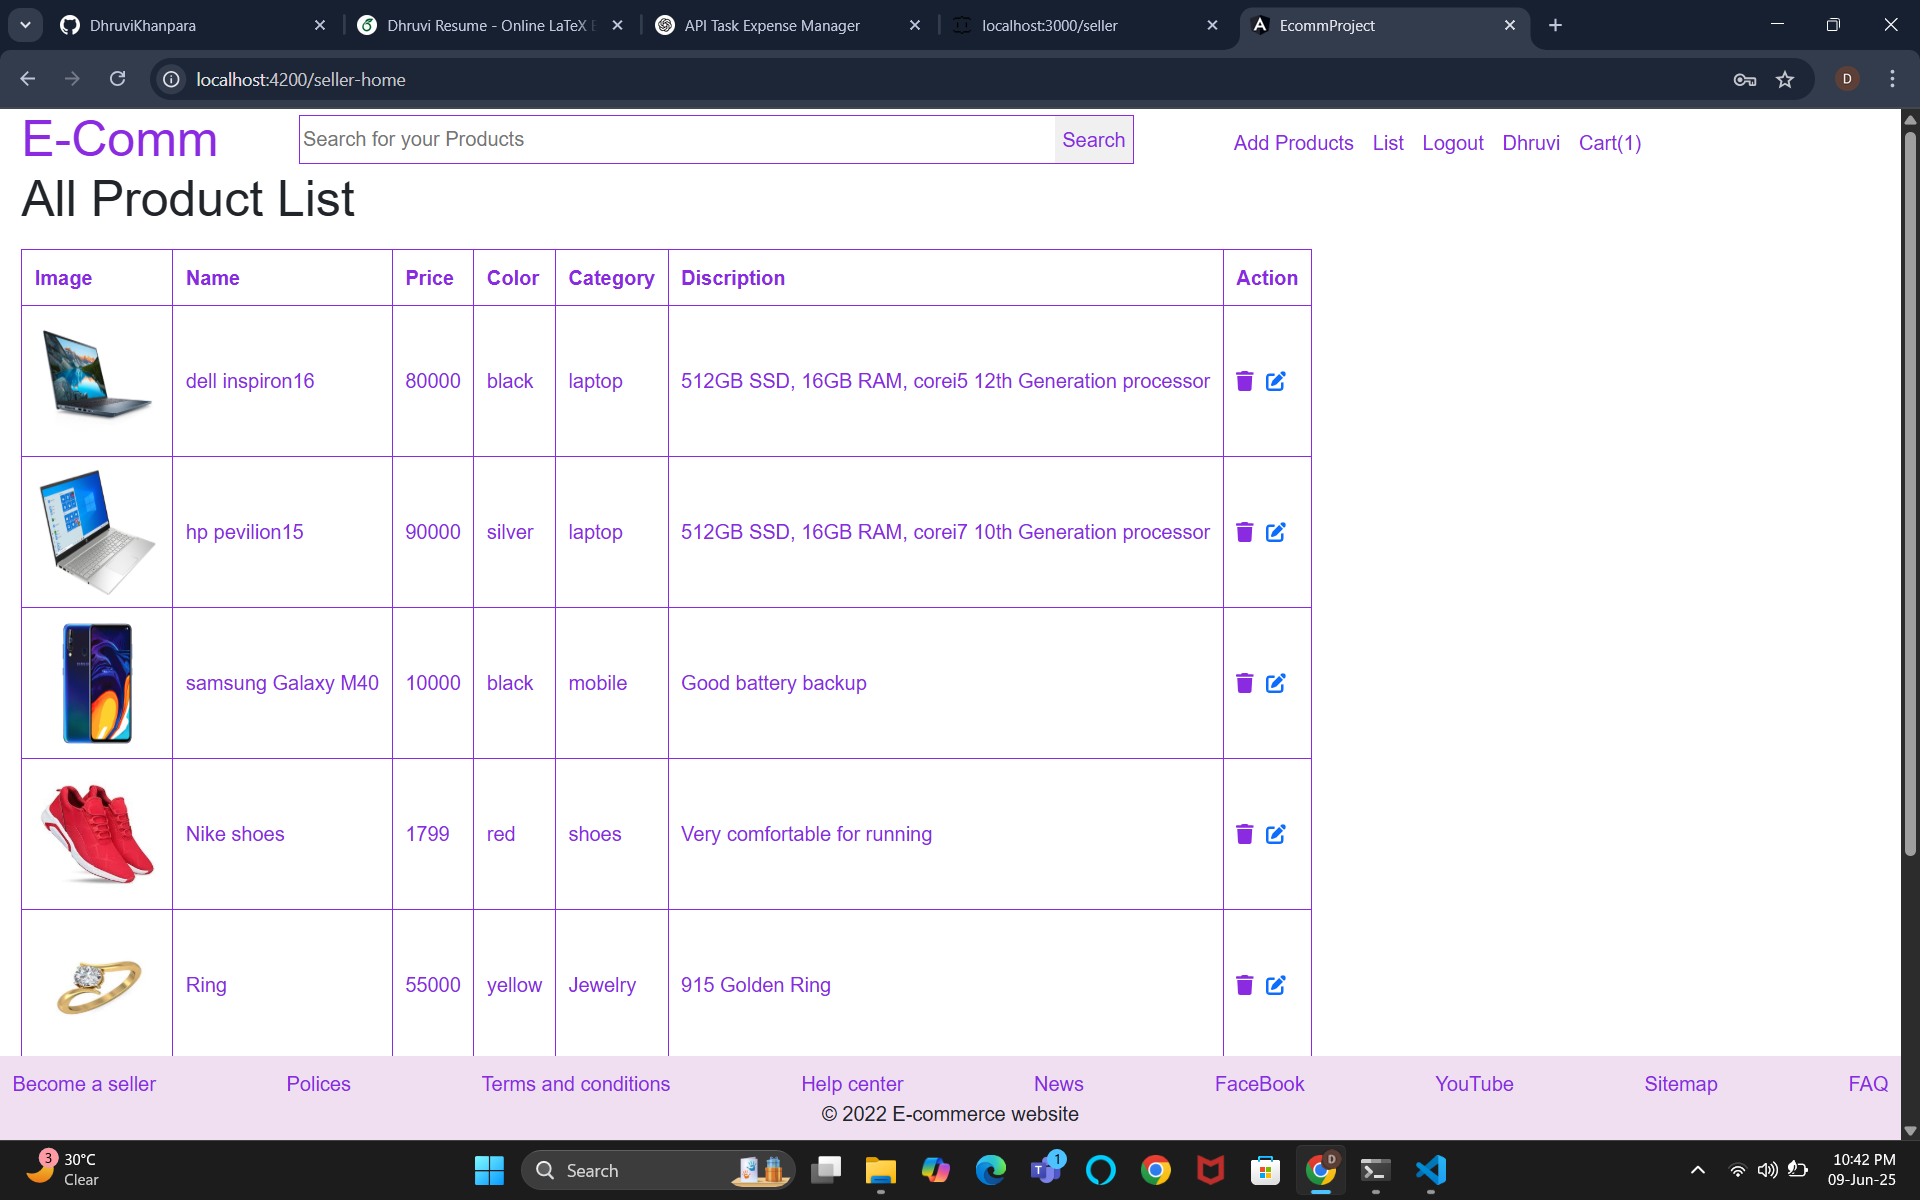 DhruviKhanpara
Dhruvi Resume - Online LaTeX E
API Task Expense Manager
localhost:3000/seller
EcommProject
localhost:4200/seller-home
D
E-Comm
Search for your Products
Search
Add Products List Logout Dhruvi Cart(1)
All Product List
Image Name Price Color Category Discription Action
dell inspiron16 80000 black laptop 512GB SSD, 16GB RAM, corei5 12th Generation processor
hp pevilion15 90000 silver laptop 512GB SSD, 16GB RAM, corei7 10th Generation processor
samsung Galaxy M40 10000 black mobile Good battery backup
Nike shoes 1799 red shoes Very comfortable for running
Ring 55000 yellow Jewelry 915 Golden Ring
Become a seller Polices Terms and conditions Help center News FaceBook YouTube Sitemap FAQ
© 2022 E-commerce website
3
30°C
Clear
Search
1
D
10:42 PM
09-Jun-25